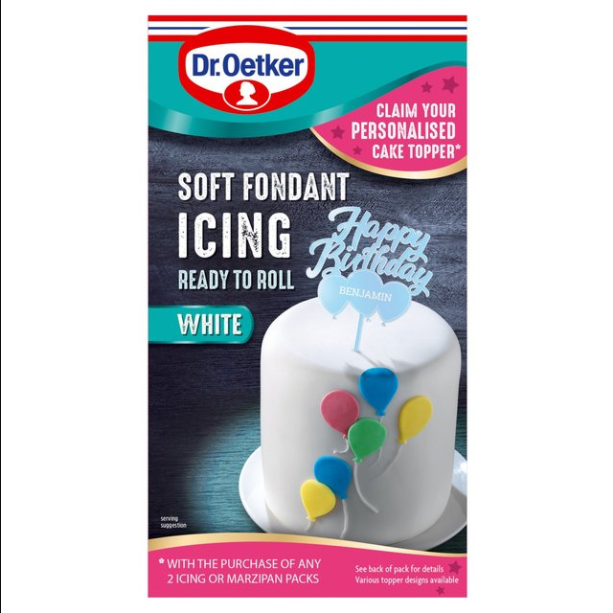 Dr.Oetker
CLAIM YOUR
PERSONALISED
CAKE TOPPER*
SOFT FONDANT
ICING
READY TO ROLL
WHITE
Happy
Birthday
BENJAMIN
serving
suggestion
* WITH THE PURCHASE OF ANY
2 ICING OR MARZIPAN PACKS
See back of pack for details
Various topper designs available